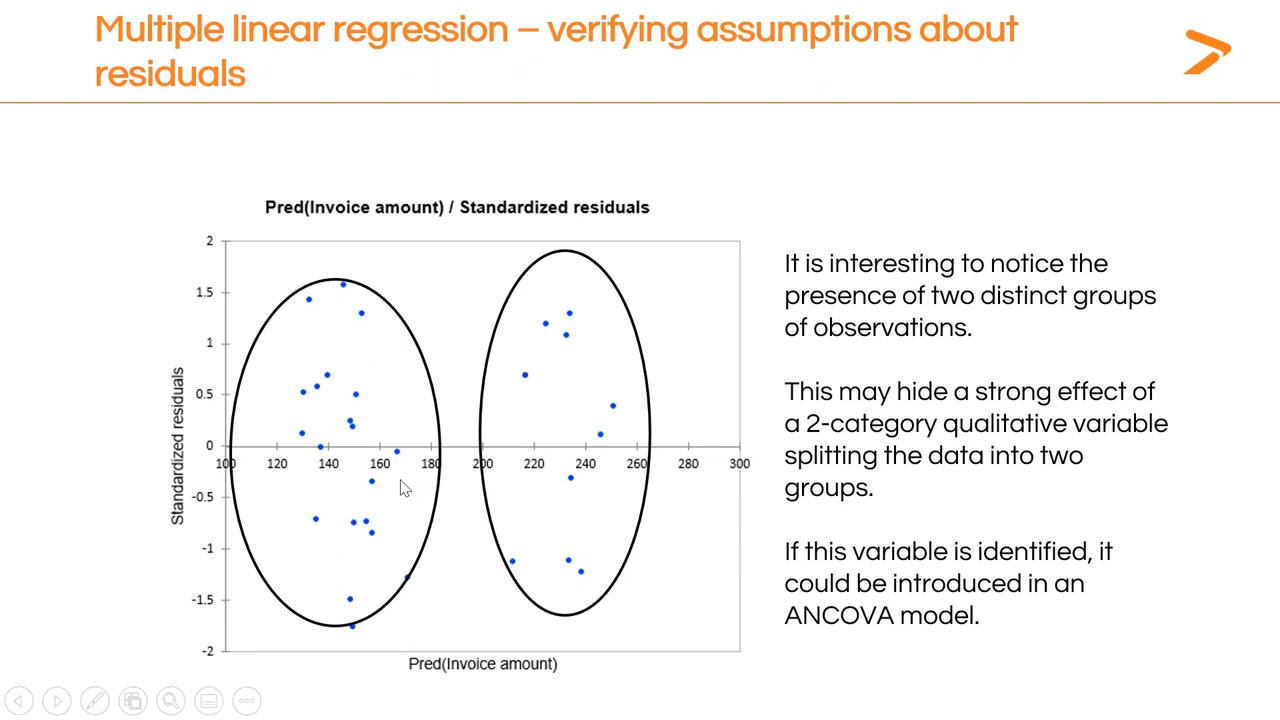 Multiple linear regression – verifying assumptions about
residuals
Pred(Invoice amount) / Standardized residuals
2
1.5
1
0.5
0
-0.5
-1
-1.5
-2
100 120 140 160 180 200 220 240 260 280 300
Standardized residuals
Pred(Invoice amount)
It is interesting to notice the
presence of two distinct groups
of observations.
This may hide a strong effect of
a 2-category qualitative variable
splitting the data into two
groups.
If this variable is identified, it
could be introduced in an
ANCOVA model.